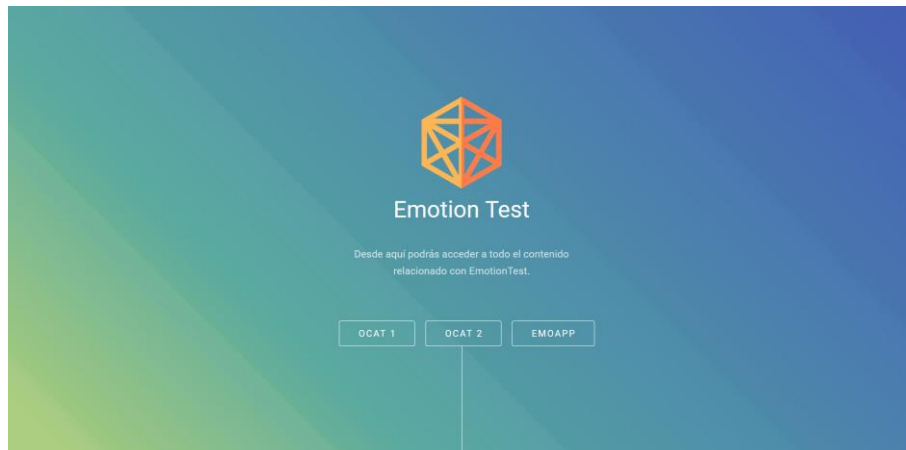 Emotion Test
Desde aquí podrás acceder a todo el contenido
relacionado con EmotionTest.
OCAT 1 OCAT 2 EMOAPP